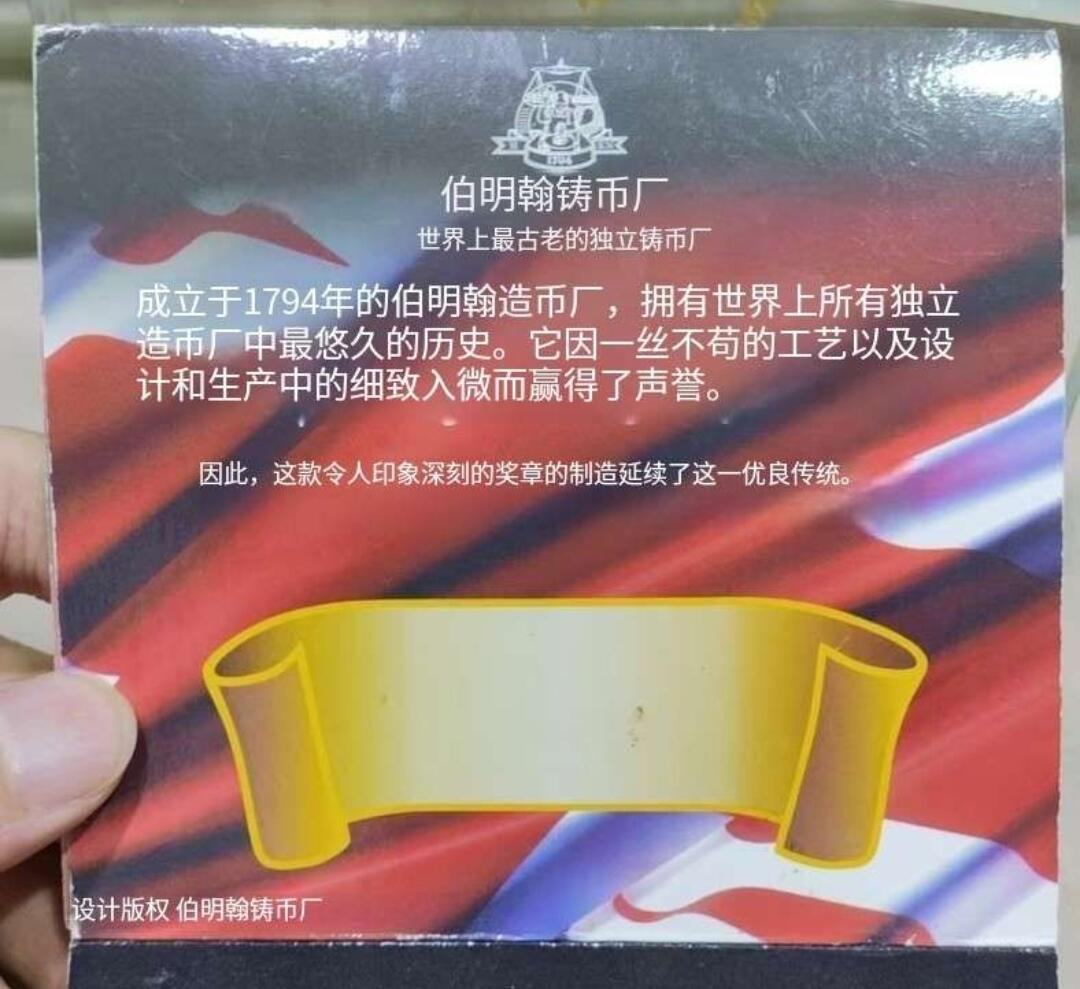 1794
伯明翰铸币厂
世界上最古老的独立铸币厂
成立于1794年的伯明翰造币厂，拥有世界上所有独立
造币厂中最悠久的历史。它因一丝不苟的工艺以及设
计和生产中的细致入微而赢得了声誉。
因此，这款令人印象深刻的奖章的制造延续了这一优良传统。
设计版权 伯明翰铸币厂